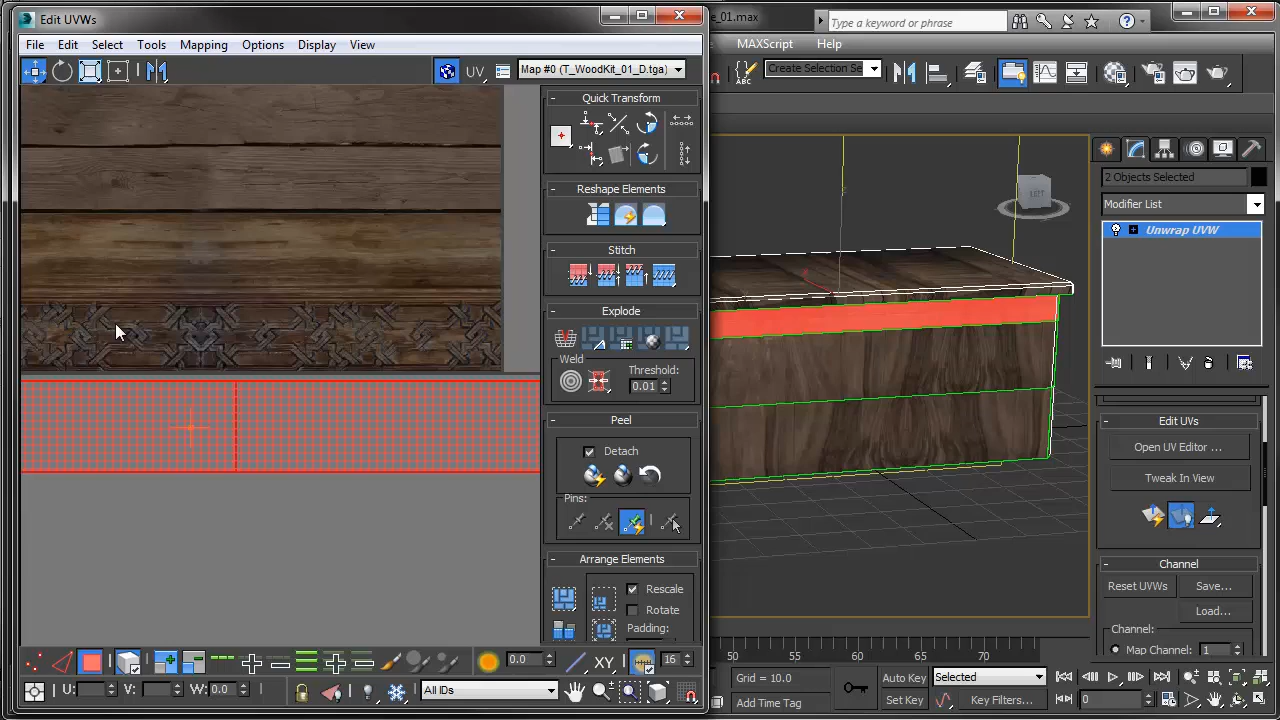 Edit UVWs
e_01.max
Type a keyword or phrase
File Edit Select Tools Mapping Options Display View
MAXScript Help
UV
Map #0 (T_WoodKit_01_D.tga)
Create Selection Se
Quick Transform
Reshape Elements
Stitch
Explode
Weld
Threshold:
0.01
Peel
Detach
Pins:
Arrange Elements
Rescale
Rotate
Padding:
LEFT
2 Objects Selected
Modifier List
Unwrap UVW
Edit UVs
Open UV Editor ...
Tweak In View
Channel
Reset UVWs Save...
Load...
Channel:
Map Channel: 1
0.0
XY
16
U: V: W: 0.0
All IDs
50 55 60 65 70
Grid = 10.0
Add Time Tag
Auto Key Selected
Set Key Key Filters...
0